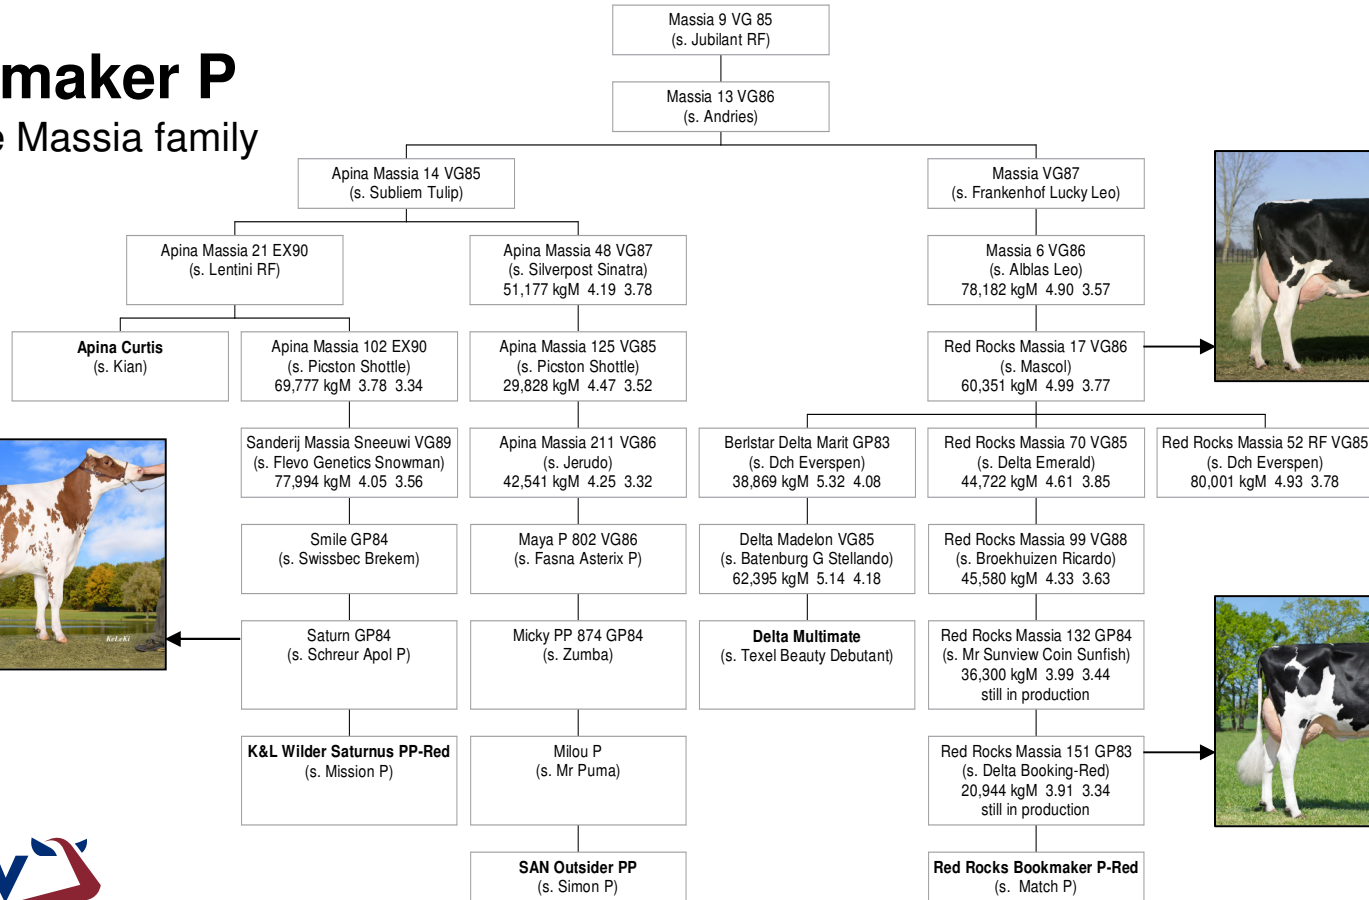 maker P
Massia family
Massia 9 VG 85
(s. Jubilant RF)
Massia 13 VG86
(s. Andries)
Apina Massia 14 VG85
(s. Subliem Tulip)
Massia VG87
(s. Frankenhof Lucky Leo)
Apina Massia 21 EX90
(s. Lentini RF)
Apina Massia 48 VG87
(s. Silverpost Sinatra)
51,177 kgM 4.19 3.78
Massia 6 VG86
(s. Alblas Leo)
78,182 kgM 4.90 3.57
Apina Curtis
(s. Kian)
Apina Massia 102 EX90
(s. Picston Shottle)
69,777 kgM 3.78 3.34
Apina Massia 125 VG85
(s. Picston Shottle)
29,828 kgM 4.47 3.52
Red Rocks Massia 17 VG86
(s. Mascol)
60,351 kgM 4.99 3.77
Sanderij Massia Sneeuwi VG89
(s. Flevo Genetics Snowman)
77,994 kgM 4.05 3.56
Apina Massia 211 VG86
(s. Jerudo)
42,541 kgM 4.25 3.32
Berlstar Delta Marit GP83
(s. Dch Everspen)
38,869 kgM 5.32 4.08
Red Rocks Massia 70 VG85
(s. Delta Emerald)
44,722 kgM 4.61 3.85
Red Rocks Massia 52 RF VG85
(s. Dch Everspen)
80,001 kgM 4.93 3.78
Smile GP84
(s. Swissbec Brekem)
Maya P 802 VG86
(s. Fasna Asterix P)
Delta Madelon VG85
(s. Batenburg G Stellando)
62,395 kgM 5.14 4.18
Red Rocks Massia 99 VG88
(s. Broekhuizen Ricardo)
45,580 kgM 4.33 3.63
Saturn GP84
(s. Schreur Apol P)
Micky PP 874 GP84
(s. Zumba)
Delta Multimate
(s. Texel Beauty Debutant)
Red Rocks Massia 132 GP84
(s. Mr Sunview Coin Sunfish)
36,300 kgM 3.99 3.44
still in production
KeLeKi
K&L Wilder Saturnus PP-Red
(s. Mission P)
Milou P
(s. Mr Puma)
Red Rocks Massia 151 GP83
(s. Delta Booking-Red)
20,944 kgM 3.91 3.34
still in production
SAN Outsider PP
(s. Simon P)
Red Rocks Bookmaker P-Red
(s. Match P)